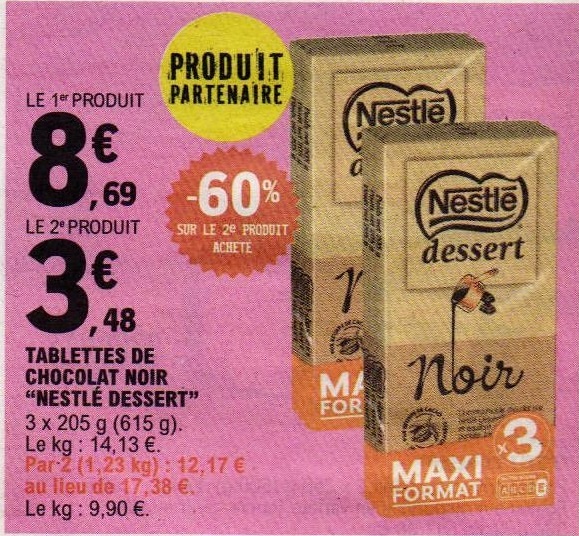 PRODUIT
PARTENAIRE
LE 1er PRODUIT
8€,69
-60%
SUR LE 2e PRODUIT
ACHETE
LE 2e PRODUIT
3€,48
TABLETTES DE
CHOCOLAT NOIR
“NESTLÉ DESSERT”
3 x 205 g (615 g).
Le kg : 14,13 €.
Par 2 (1,23 kg) : 12,17 €
au lieu de 17,38 €.
Le kg : 9,90 €.
Nestlé
d
MA
FOR
Nestlé
dessert
Noir
x3
MAXI
FORMAT